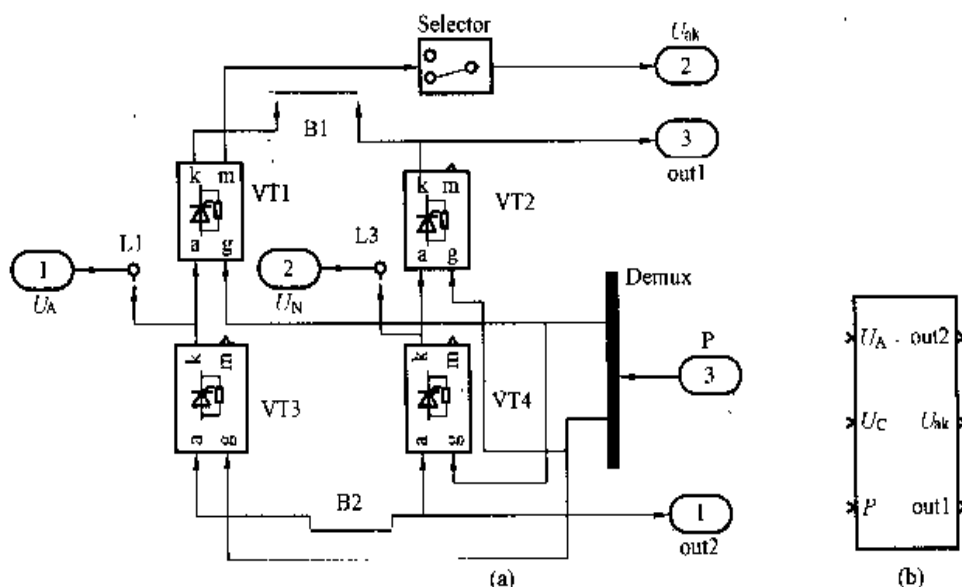 Selector
U_ak
2
B1
3
out1
k m
VT1
a g
k m
VT2
a g
L1
1
U_A
L3
2
U_N
Demux
P
3
k m
VT3
a g
k m
VT4
a g
B2
1
out2
(a)
U_A out2
U_C U_ak
P out1
(b)